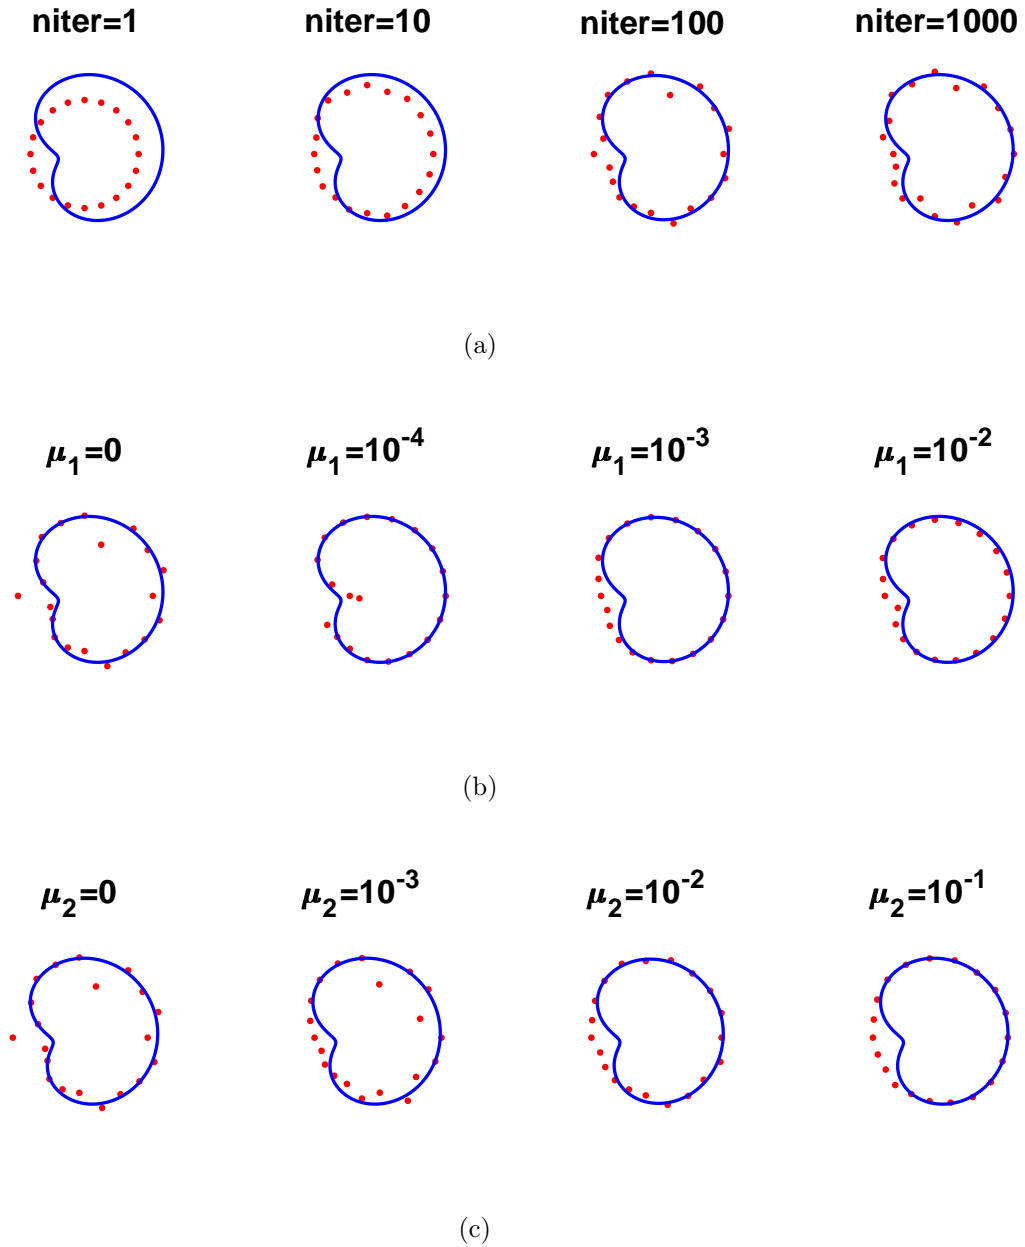 niter=1 niter=10 niter=100 niter=1000
(a)
μ₁=0 μ₁=10⁻⁴ μ₁=10⁻³ μ₁=10⁻²
(b)
μ₂=0 μ₂=10⁻³ μ₂=10⁻² μ₂=10⁻¹
(c)